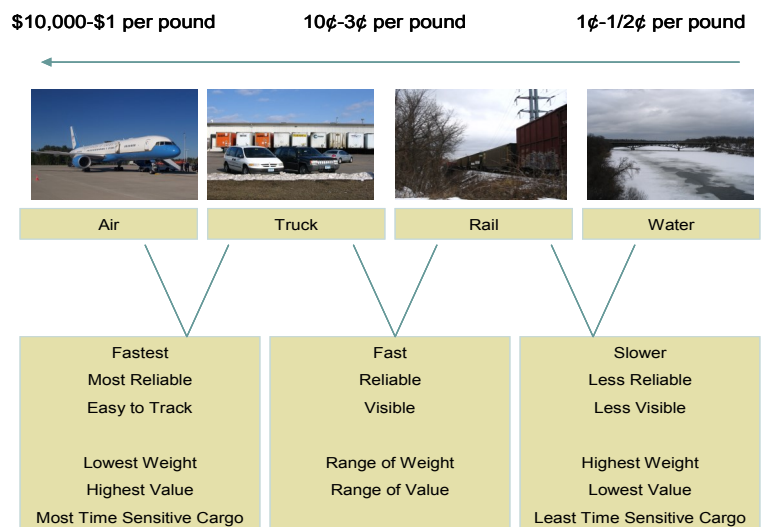 $10,000-$1 per pound
10¢-3¢ per pound
1¢-1/2¢ per pound
Air
Truck
Rail
Water
Fastest
Most Reliable
Easy to Track
Lowest Weight
Highest Value
Most Time Sensitive Cargo
Fast
Reliable
Visible
Range of Weight
Range of Value
Slower
Less Reliable
Less Visible
Highest Weight
Lowest Value
Least Time Sensitive Cargo